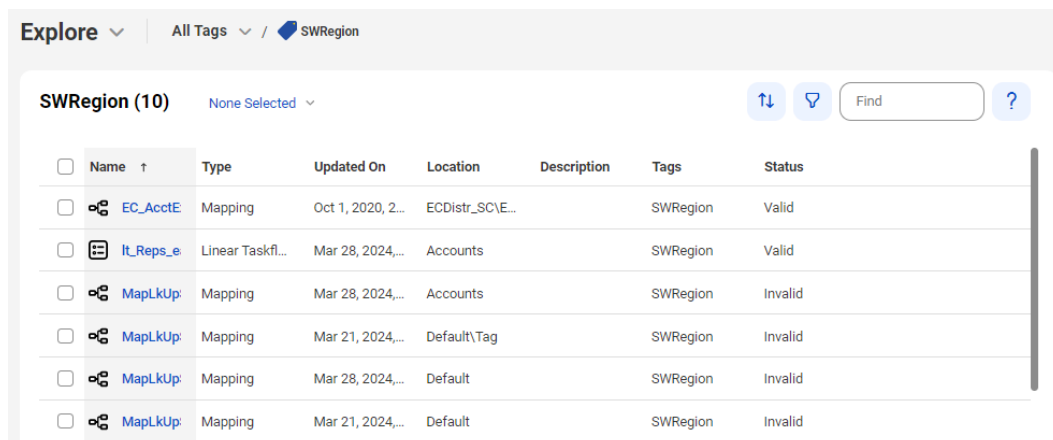 Explore All Tags / SWRegion
SWRegion (10) None Selected Find ?
Name ↑ Type Updated On Location Description Tags Status
EC_AcctE Mapping Oct 1, 2020, 2... ECDistr_SC\E... SWRegion Valid
lt_Reps_e Linear Taskfl... Mar 28, 2024,... Accounts SWRegion Valid
MapLkUp Mapping Mar 28, 2024,... Accounts SWRegion Invalid
MapLkUp Mapping Mar 21, 2024,... Default\Tag SWRegion Invalid
MapLkUp Mapping Mar 28, 2024,... Default SWRegion Invalid
MapLkUp Mapping Mar 21, 2024,... Default SWRegion Invalid